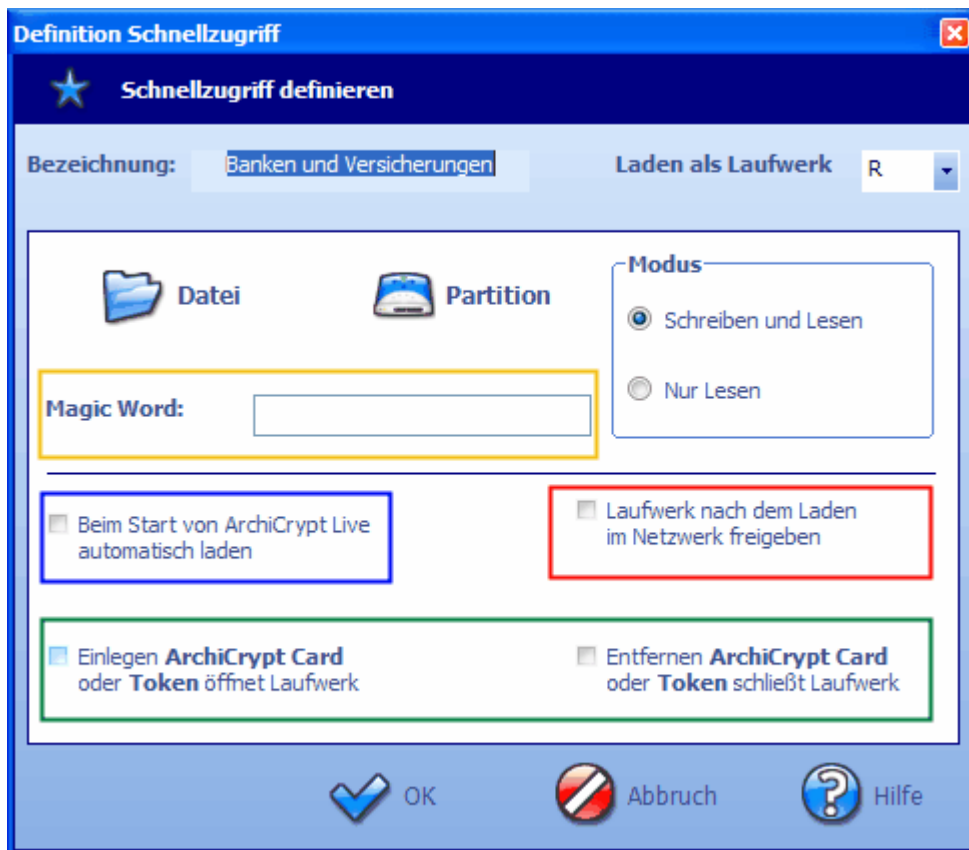 Definition Schnellzugriff
Schnellzugriff definieren
Bezeichnung: Banken und Versicherungen Laden als Laufwerk R
Datei Partition
Modus
Schreiben und Lesen
Nur Lesen
Magic Word:
Beim Start von ArchiCrypt Live
automatisch laden
Laufwerk nach dem Laden
im Netzwerk freigeben
Einlegen ArchiCrypt Card
oder Token öffnet Laufwerk
Entfernen ArchiCrypt Card
oder Token schließt Laufwerk
OK Abbruch Hilfe